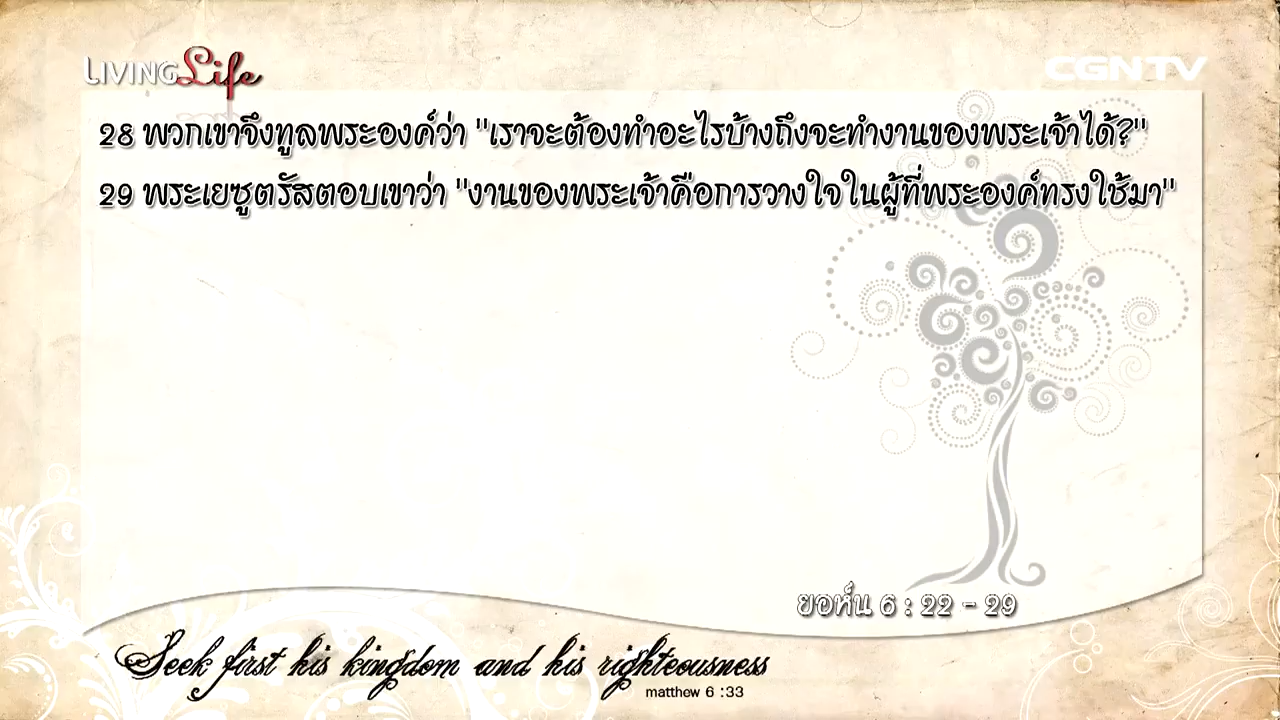 LIVING Life
CGNTV
28 พวกเขาจึงทูลพระองค์ว่า "เราจะต้องทำอะไรบ้างถึงจะทำงานของพระเจ้าได้?"
29 พระเยซูตรัสตอบเขาว่า "งานของพระเจ้าคือการวางใจในผู้ที่พระองค์ทรงใช้มา"
ยอห์น 6 : 22 - 29
Seek first his kingdom and his righteousness
matthew 6 :33